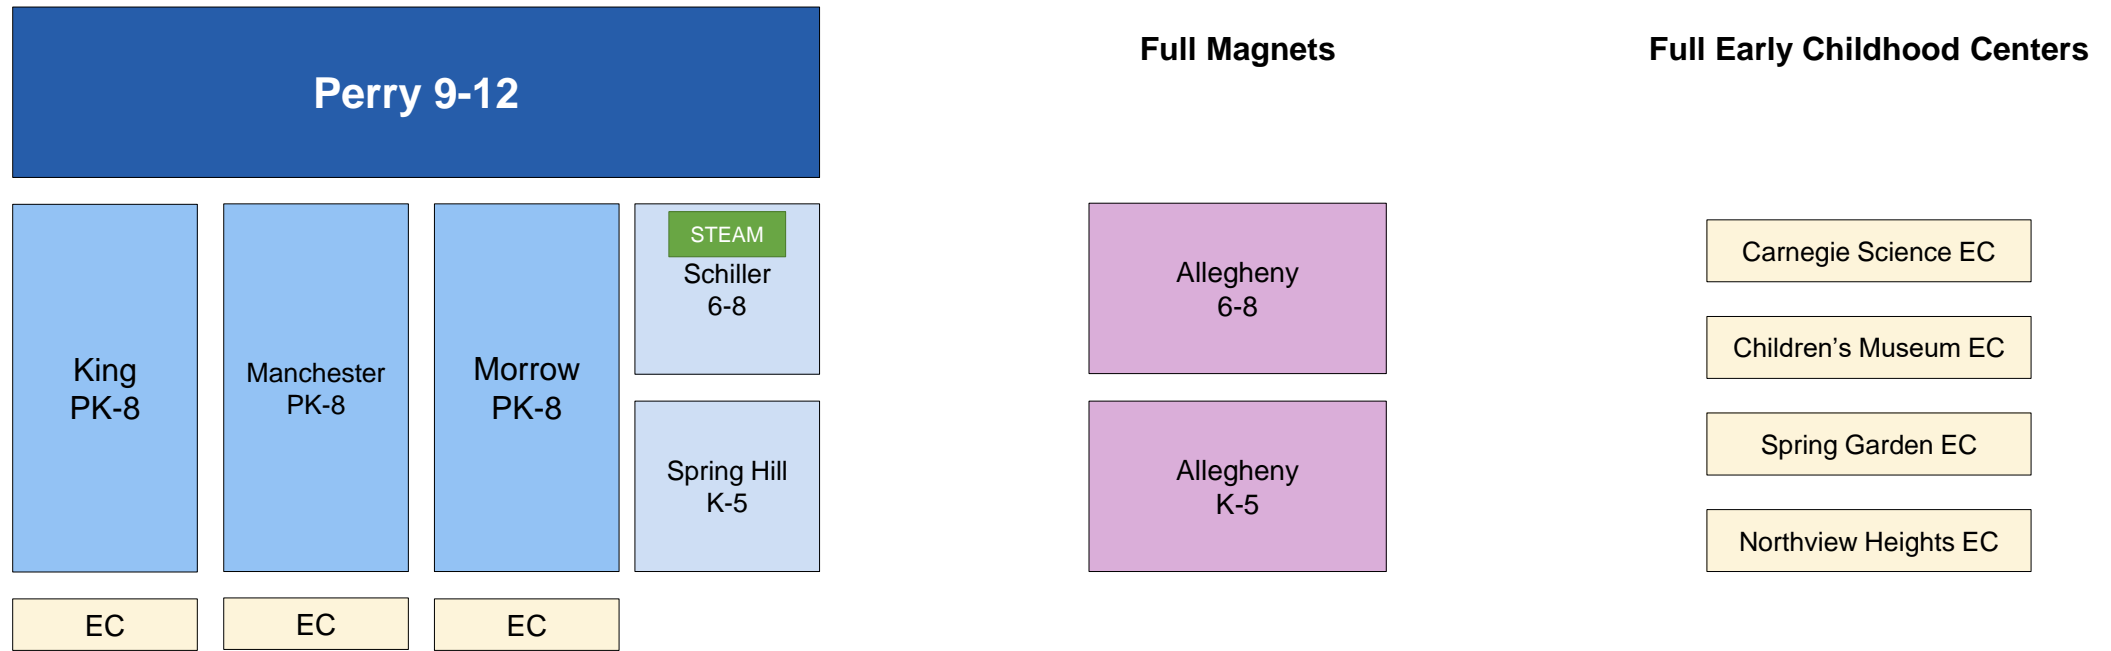 Perry 9-12
King
PK-8
EC
Manchester
PK-8
EC
Morrow
PK-8
EC
STEAM
Schiller
6-8
Spring Hill
K-5
Full Magnets
Allegheny
6-8
Allegheny
K-5
Full Early Childhood Centers
Carnegie Science EC
Children's Museum EC
Spring Garden EC
Northview Heights EC